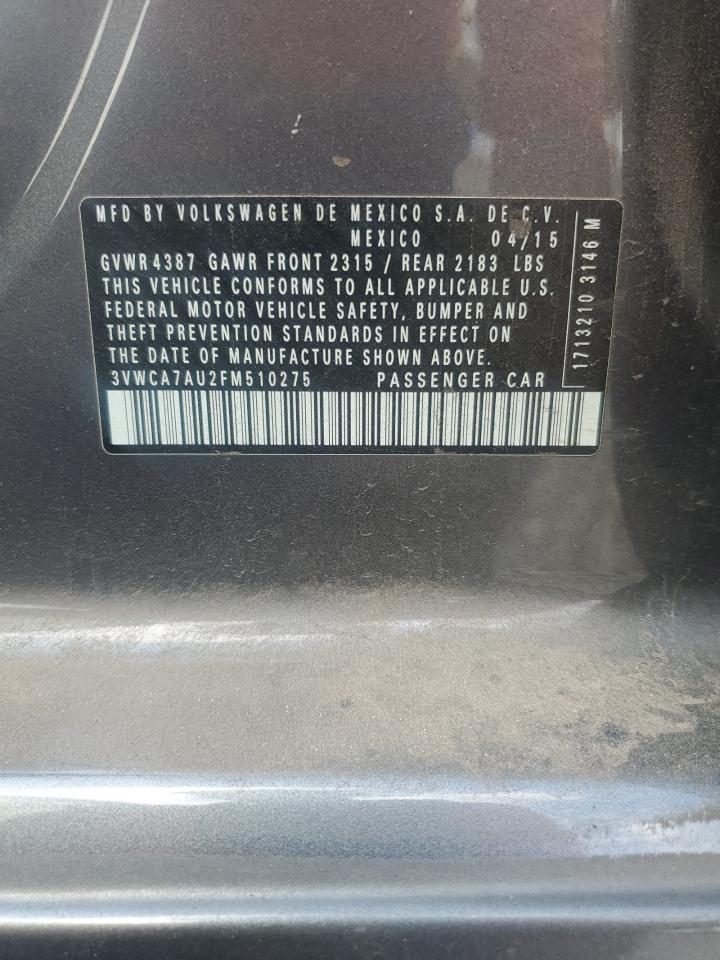 MFD BY VOLKSWAGEN DE MEXICO S.A. DE C.V.
MEXICO 04/15
GVWR 4387 GAWR FRONT 2315 / REAR 2183 LBS
THIS VEHICLE CONFORMS TO ALL APPLICABLE U.S.
FEDERAL MOTOR VEHICLE SAFETY, BUMPER AND
THEFT PREVENTION STANDARDS IN EFFECT ON
THE DATE OF MANUFACTURE SHOWN ABOVE.
3VWCA7AU2FM510275 PASSENGER CAR
1713210 3146 M